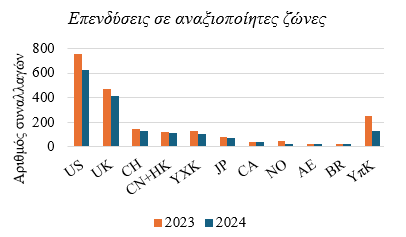 Επενδύσεις σε αναξιοποίητες ζώνες
Αριθμός συναλλαγών
800
600
400
200
0
US
UK
CH
CN+HK
ΥΧΚ
JP
CA
NO
AE
BR
ΥπΚ
2023
2024